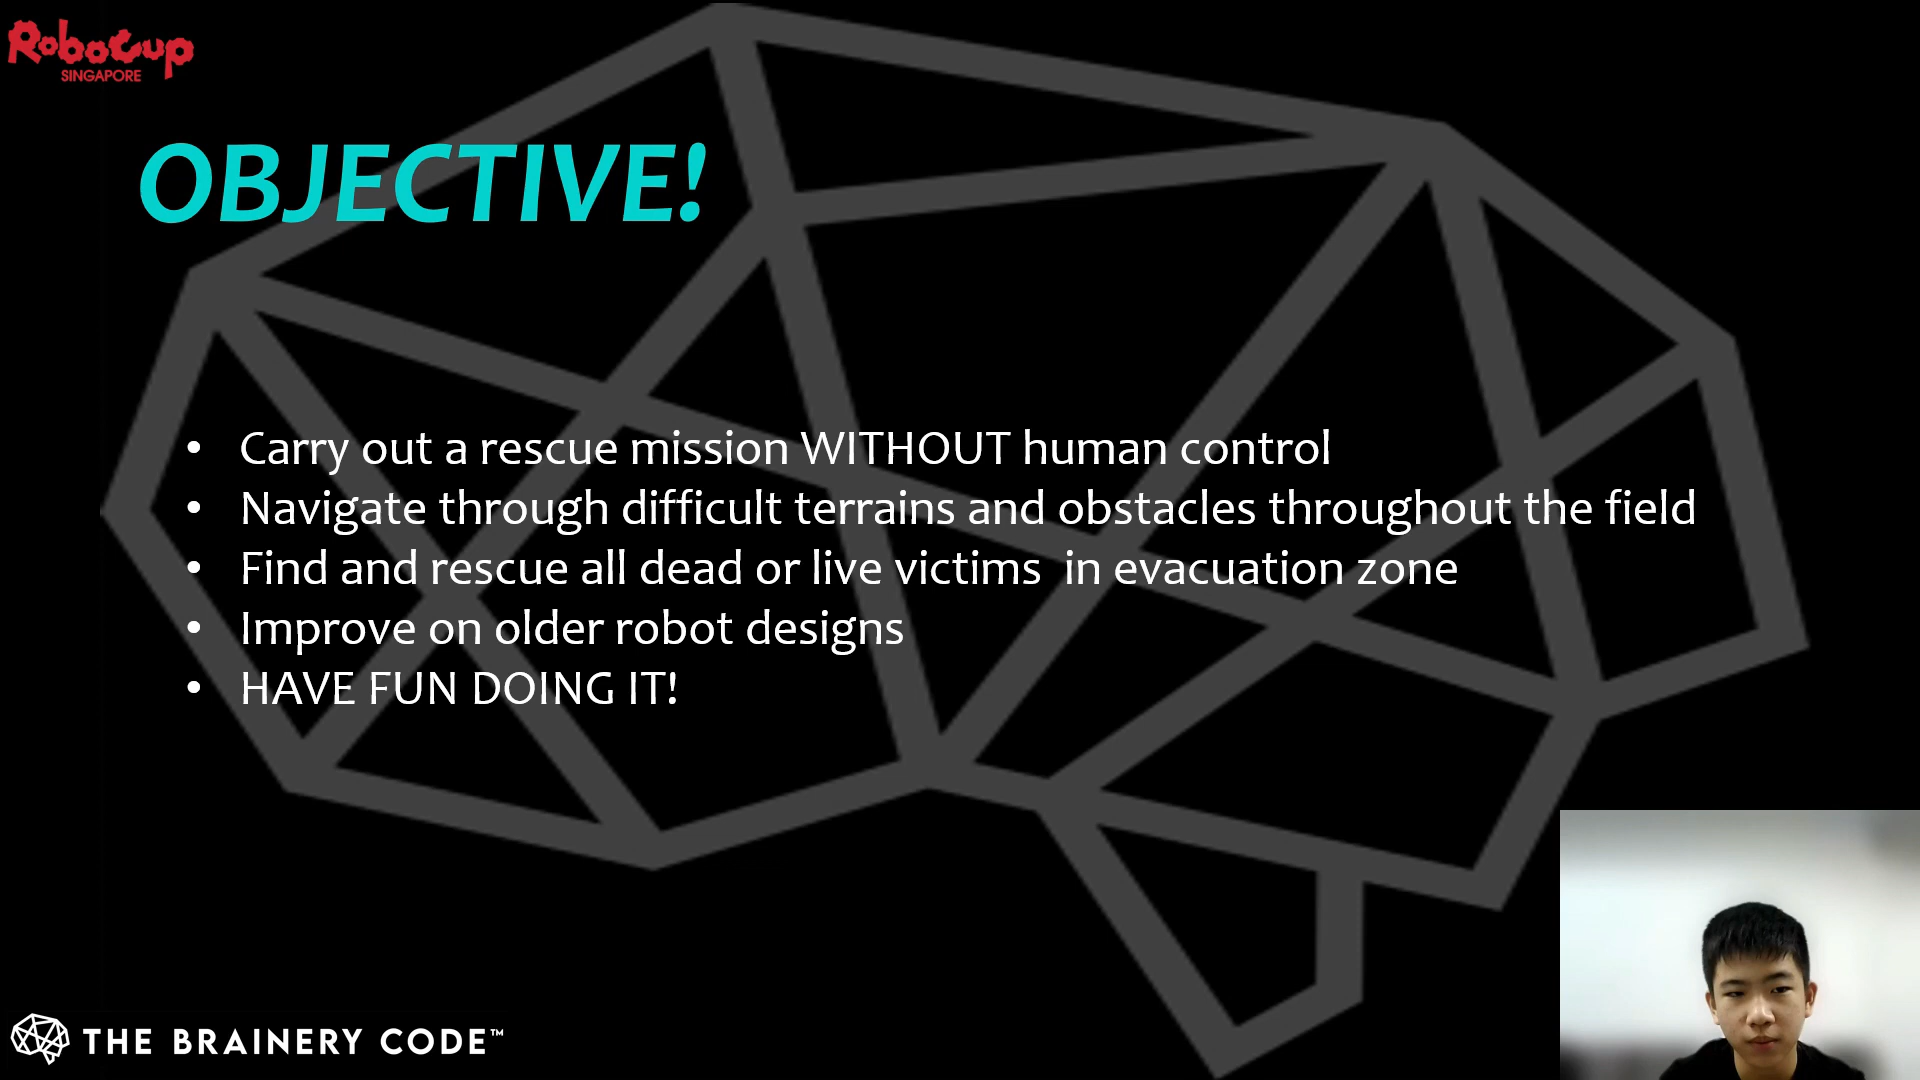 RoboCup
SINGAPORE
OBJECTIVE!
• Carry out a rescue mission WITHOUT human control
• Navigate through difficult terrains and obstacles throughout the field
• Find and rescue all dead or live victims  in evacuation zone
• Improve on older robot designs
• HAVE FUN DOING IT!
THE BRAINERY CODE™